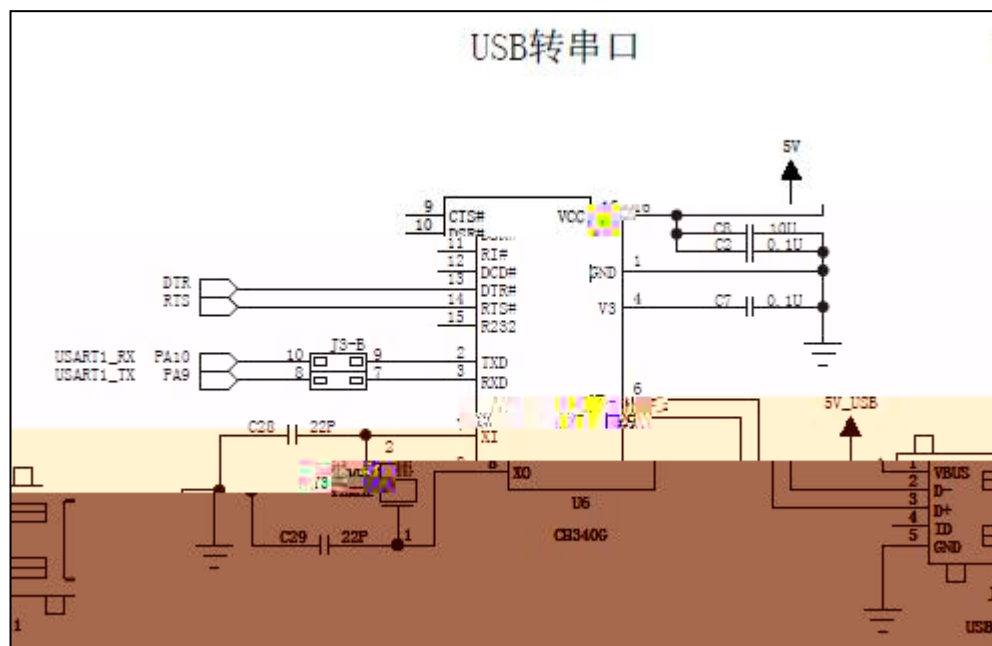 USB转串口
5V
9 CTS# VCC
10
11
12 RI# GND 1
C8 10U
C2 0.1U
DCD#
DTR 13 DTR#
RTS 14 RTS# V3 4 C7 0.1U
15 R232
J3-B
USART1_RX PA10 10 9 2 TXD
USART1_TX PA9 8 7 3 RXD
6
5V_USB
C28 22P XI
2
8 XO
1 VBUS
2 D-
3 D+
4 ID
5 GND
U6
C29 22P 1 CH340G
1 USB